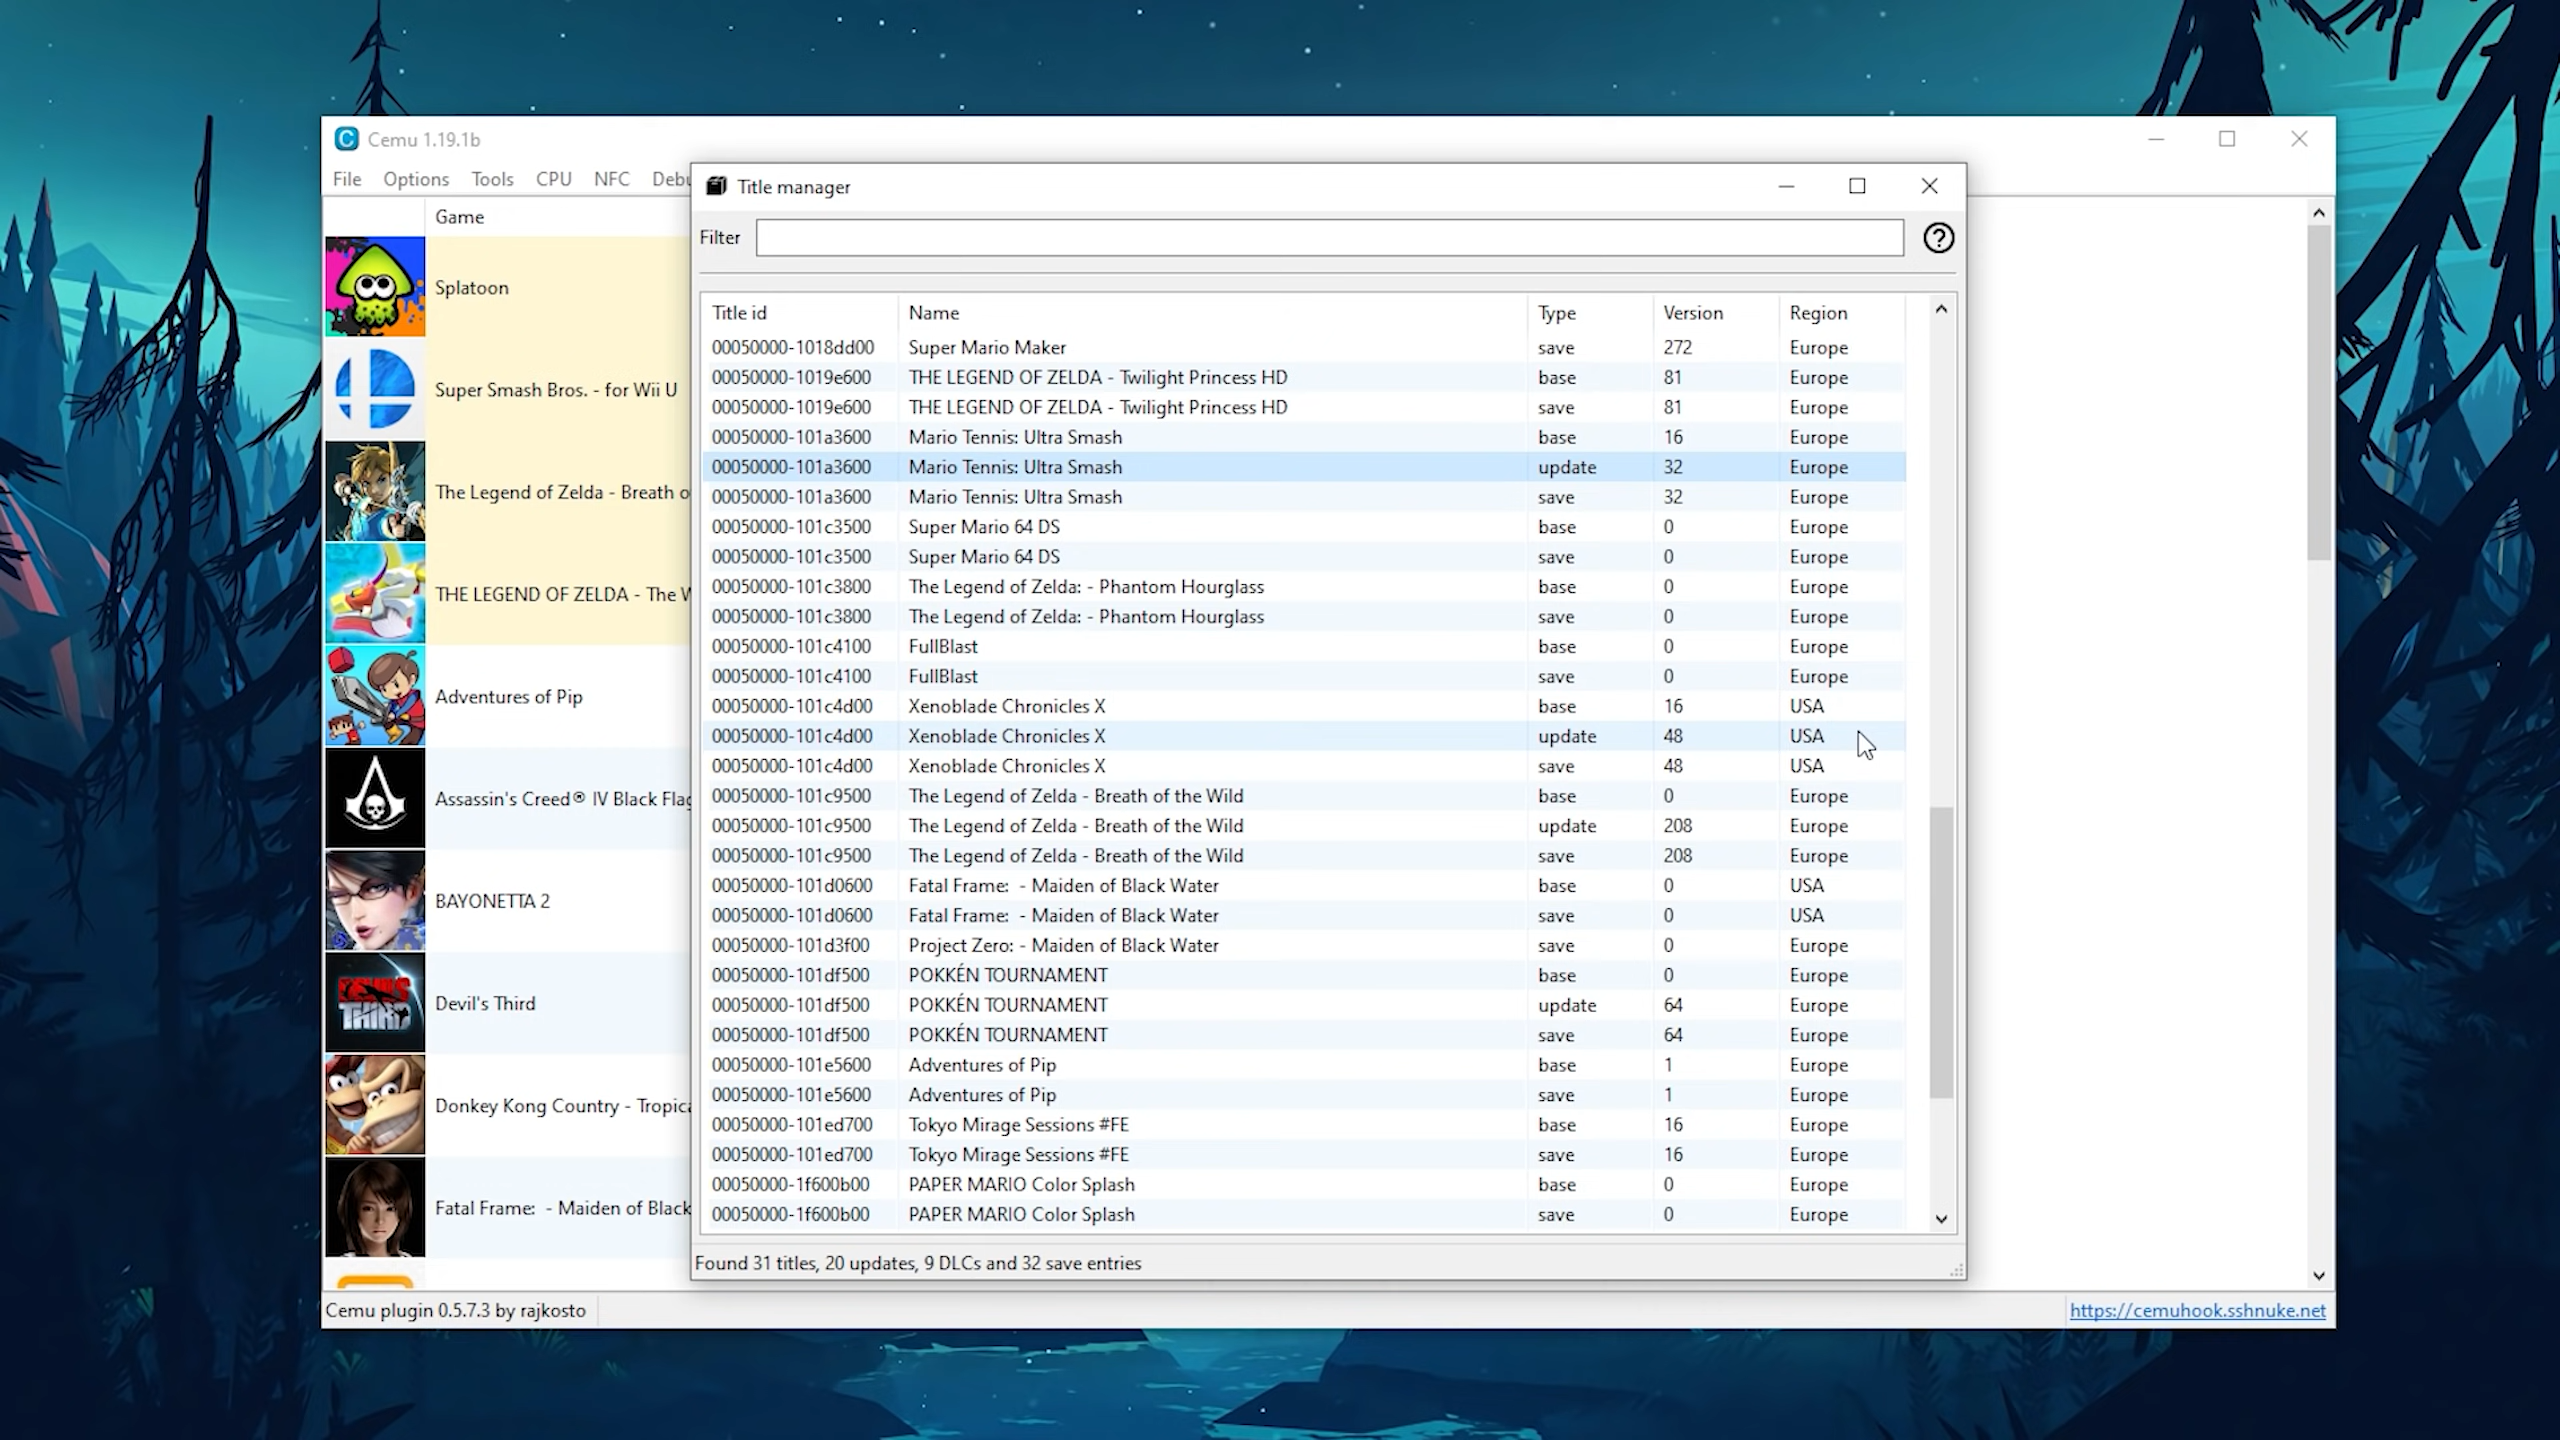 Cemu 1.19.1b
File Options Tools CPU NFC Debu
Game
Splatoon
Super Smash Bros. - for Wii U
The Legend of Zelda - Breath o
THE LEGEND OF ZELDA - The W
Adventures of Pip
Assassin's Creed® IV Black Flag
BAYONETTA 2
DEVIL'S THIRD
Devil's Third
Donkey Kong Country - Tropica
Fatal Frame:  - Maiden of Black
Title manager
Filter
Title id Name Type Version Region
00050000-1018dd00 Super Mario Maker save 272 Europe
00050000-1019e600 THE LEGEND OF ZELDA - Twilight Princess HD base 81 Europe
00050000-1019e600 THE LEGEND OF ZELDA - Twilight Princess HD save 81 Europe
00050000-101a3600 Mario Tennis: Ultra Smash base 16 Europe
00050000-101a3600 Mario Tennis: Ultra Smash update 32 Europe
00050000-101a3600 Mario Tennis: Ultra Smash save 32 Europe
00050000-101c3500 Super Mario 64 DS base 0 Europe
00050000-101c3500 Super Mario 64 DS save 0 Europe
00050000-101c3800 The Legend of Zelda: - Phantom Hourglass base 0 Europe
00050000-101c3800 The Legend of Zelda: - Phantom Hourglass save 0 Europe
00050000-101c4100 FullBlast base 0 Europe
00050000-101c4100 FullBlast save 0 Europe
00050000-101c4d00 Xenoblade Chronicles X base 16 USA
00050000-101c4d00 Xenoblade Chronicles X update 48 USA
00050000-101c4d00 Xenoblade Chronicles X save 48 USA
00050000-101c9500 The Legend of Zelda - Breath of the Wild base 0 Europe
00050000-101c9500 The Legend of Zelda - Breath of the Wild update 208 Europe
00050000-101c9500 The Legend of Zelda - Breath of the Wild save 208 Europe
00050000-101d0600 Fatal Frame:  - Maiden of Black Water base 0 USA
00050000-101d0600 Fatal Frame:  - Maiden of Black Water save 0 USA
00050000-101d3f00 Project Zero: - Maiden of Black Water save 0 Europe
00050000-101df500 POKKÉN TOURNAMENT base 0 Europe
00050000-101df500 POKKÉN TOURNAMENT update 64 Europe
00050000-101df500 POKKÉN TOURNAMENT save 64 Europe
00050000-101e5600 Adventures of Pip base 1 Europe
00050000-101e5600 Adventures of Pip save 1 Europe
00050000-101ed700 Tokyo Mirage Sessions #FE base 16 Europe
00050000-101ed700 Tokyo Mirage Sessions #FE save 16 Europe
00050000-1f600b00 PAPER MARIO Color Splash base 0 Europe
00050000-1f600b00 PAPER MARIO Color Splash save 0 Europe
Found 31 titles, 20 updates, 9 DLCs and 32 save entries
Cemu plugin 0.5.7.3 by rajkosto
https://cemuhook.sshnuke.net